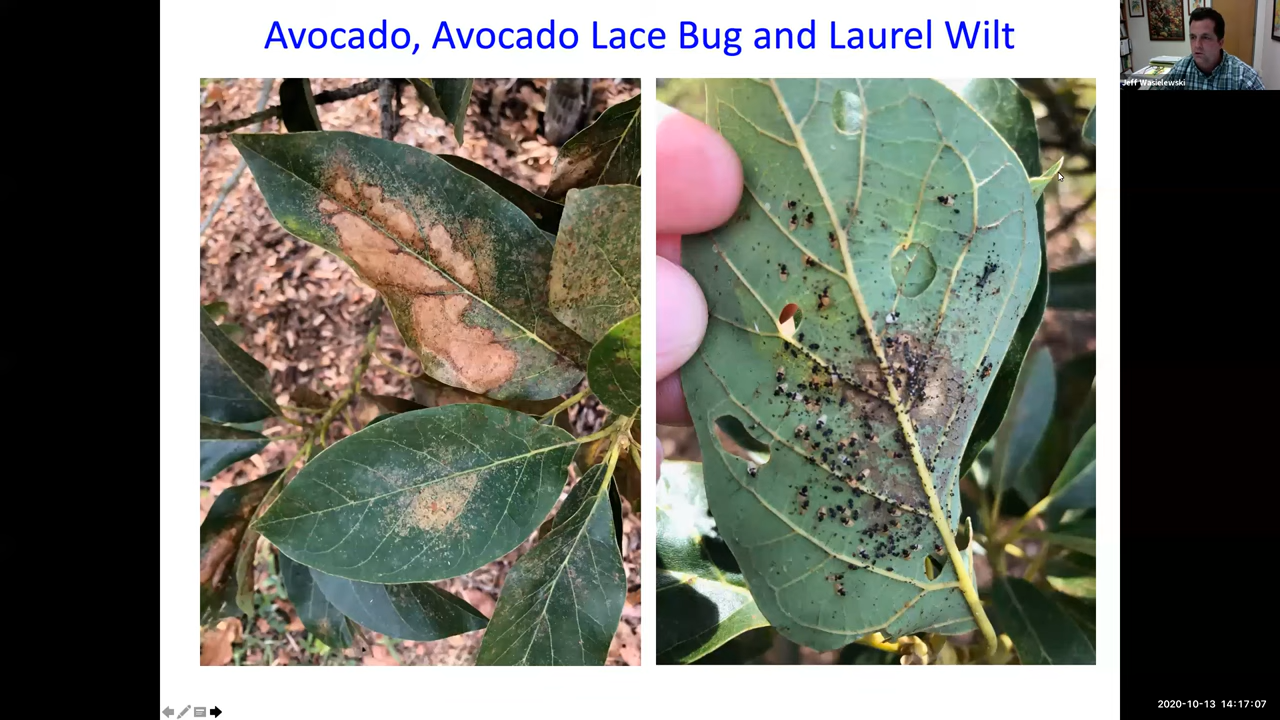 Avocado, Avocado Lace Bug and Laurel Wilt
Jeff Wasielewski
2020-10-13 14:17:07